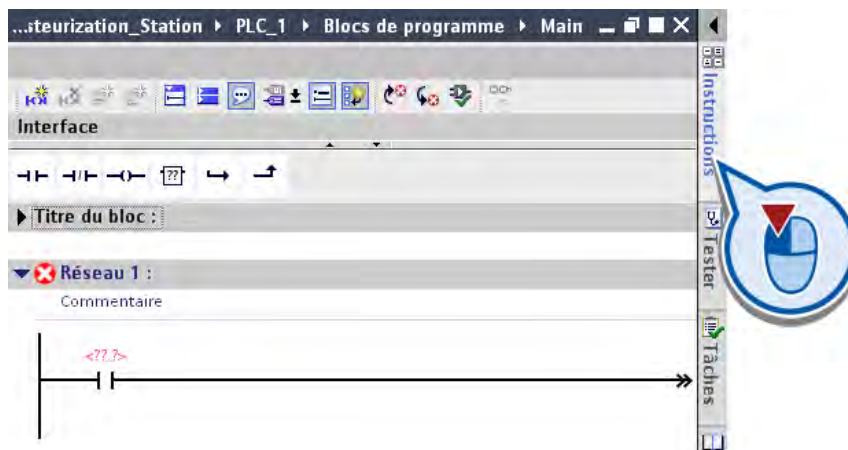 ...steurization_Station ▸ PLC_1 ▸ Blocs de programme ▸ Main
Interface
??
Titre du bloc :
Réseau 1 :
Commentaire
<??.?>
Instructions
Tester
Tâches